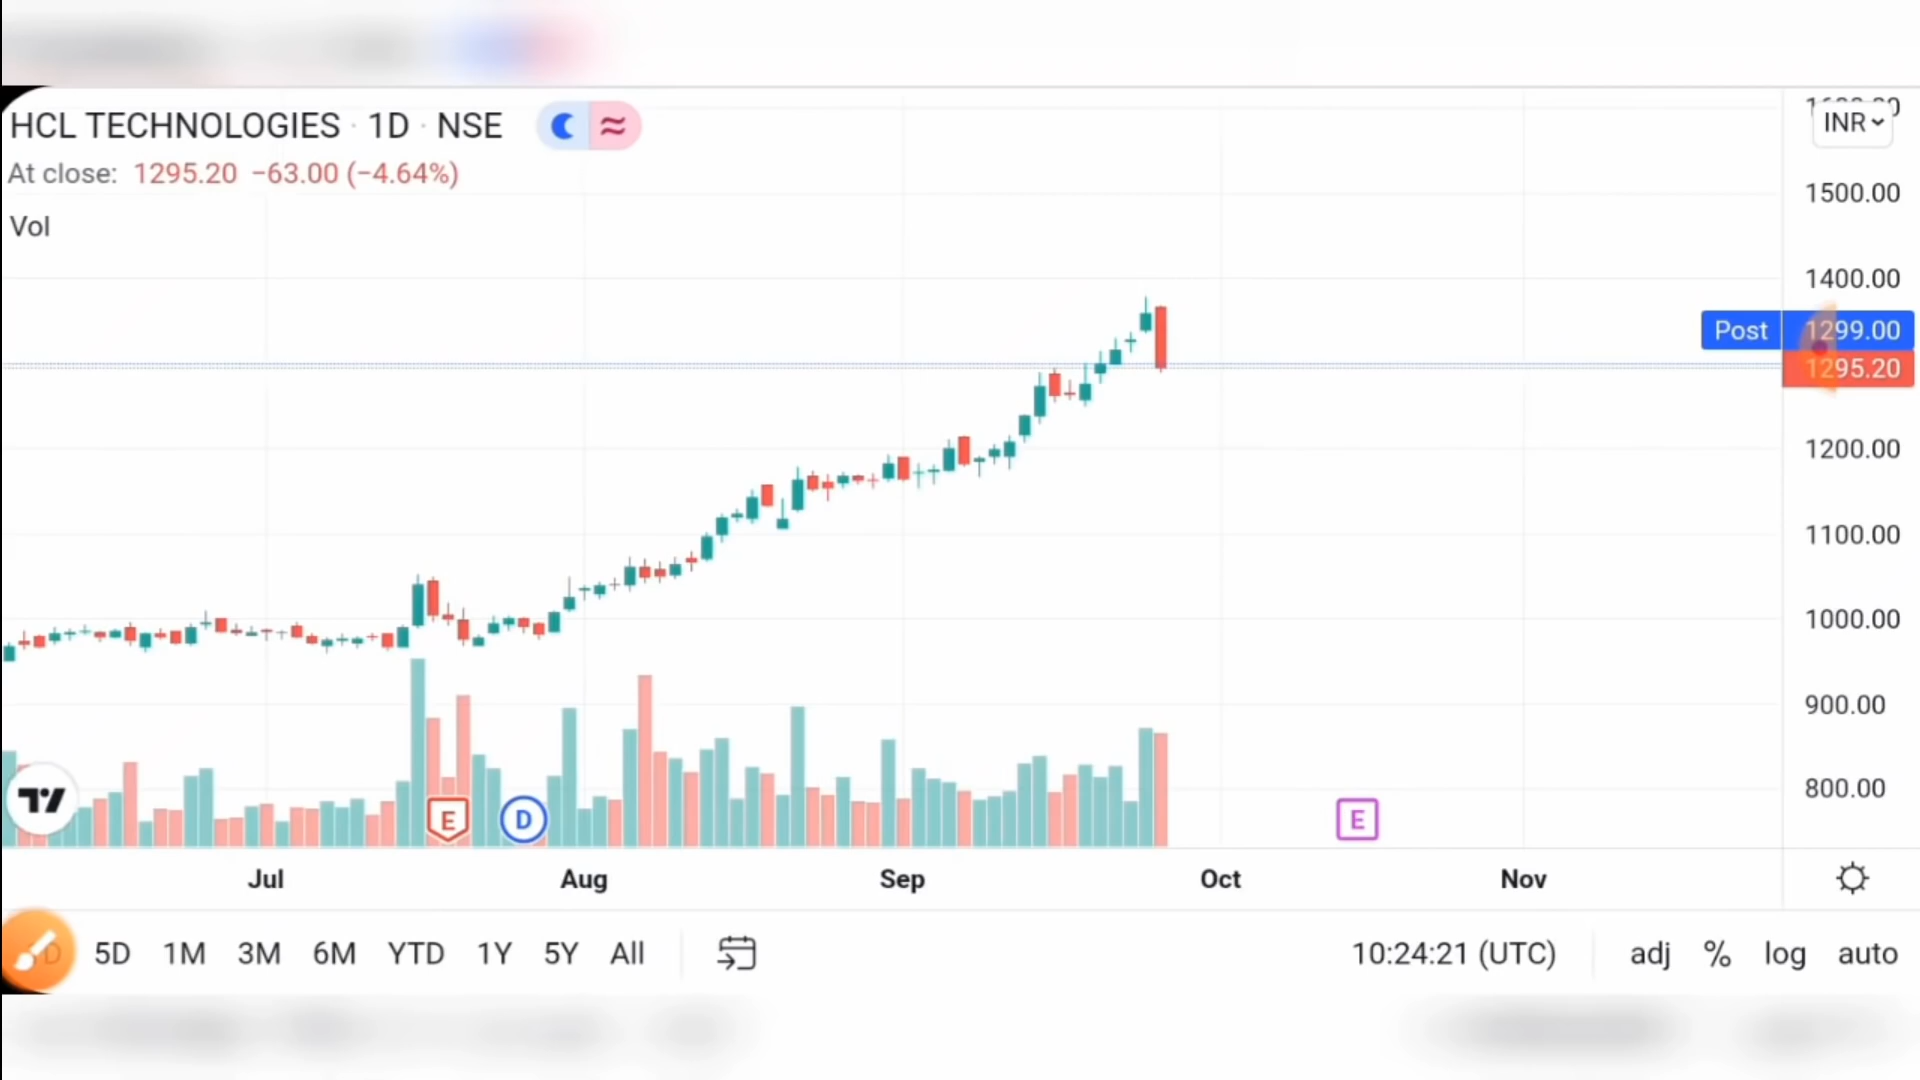 HCL TECHNOLOGIES · 1D · NSE
At close: 1295.20 −63.00 (−4.64%)
Vol
INR
1500.00
1400.00
Post 1299.00
1295.20
1200.00
1100.00
1000.00
900.00
800.00
E D E
Jul Aug Sep Oct Nov
5D 1M 3M 6M YTD 1Y 5Y All 10:24:21 (UTC) adj % log auto